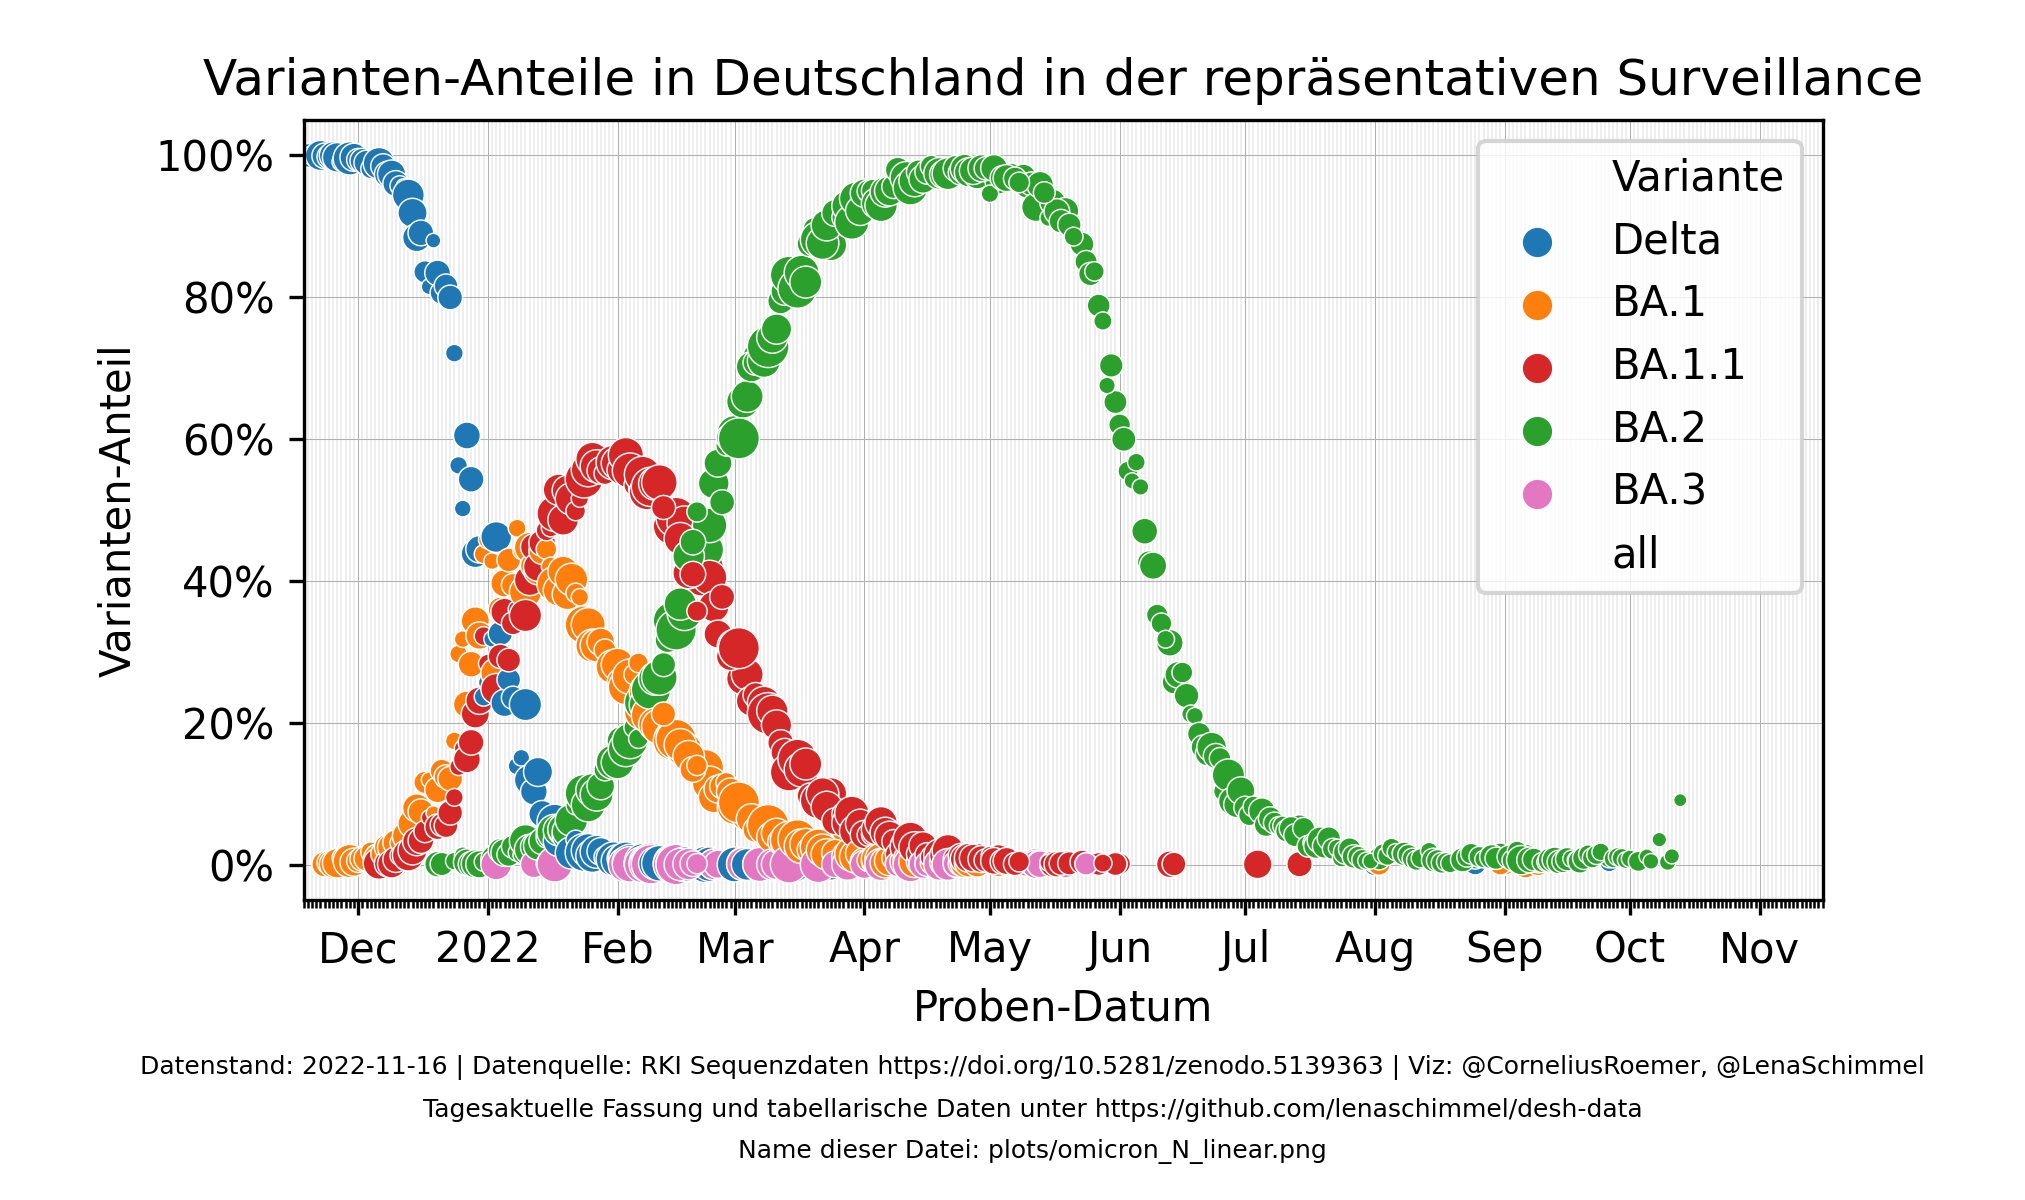 Varianten-Anteile in Deutschland in der repräsentativen Surveillance
Varianten-Anteil
100%
80%
60%
40%
20%
0%
Variante
Delta
BA.1
BA.1.1
BA.2
BA.3
all
Dec 2022 Feb Mar Apr May Jun Jul Aug Sep Oct Nov
Proben-Datum
Datenstand: 2022-11-16 | Datenquelle: RKI Sequenzdaten https://doi.org/10.5281/zenodo.5139363 | Viz: @CorneliusRoemer, @LenaSchimmel
Tagesaktuelle Fassung und tabellarische Daten unter https://github.com/lenaschimmel/desh-data
Name dieser Datei: plots/omicron_N_linear.png